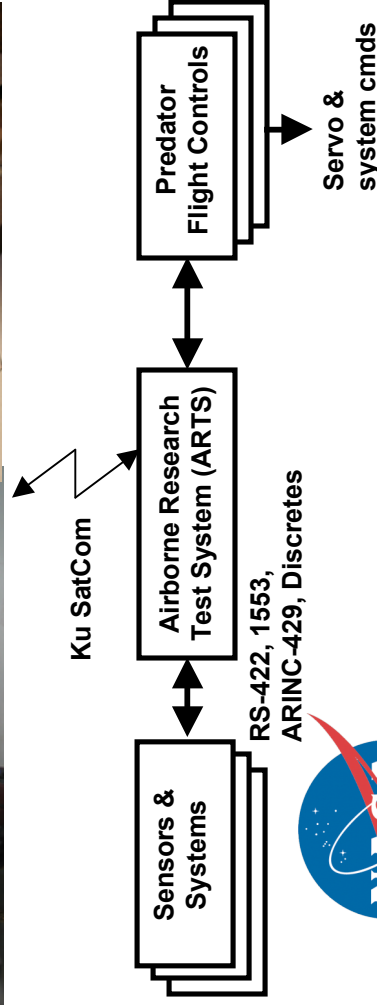 Ku SatCom
Sensors &
Systems
Airborne Research
Test System (ARTS)
Predator
Flight Controls
RS-422, 1553,
ARINC-429, Discretes
Servo &
system cmds